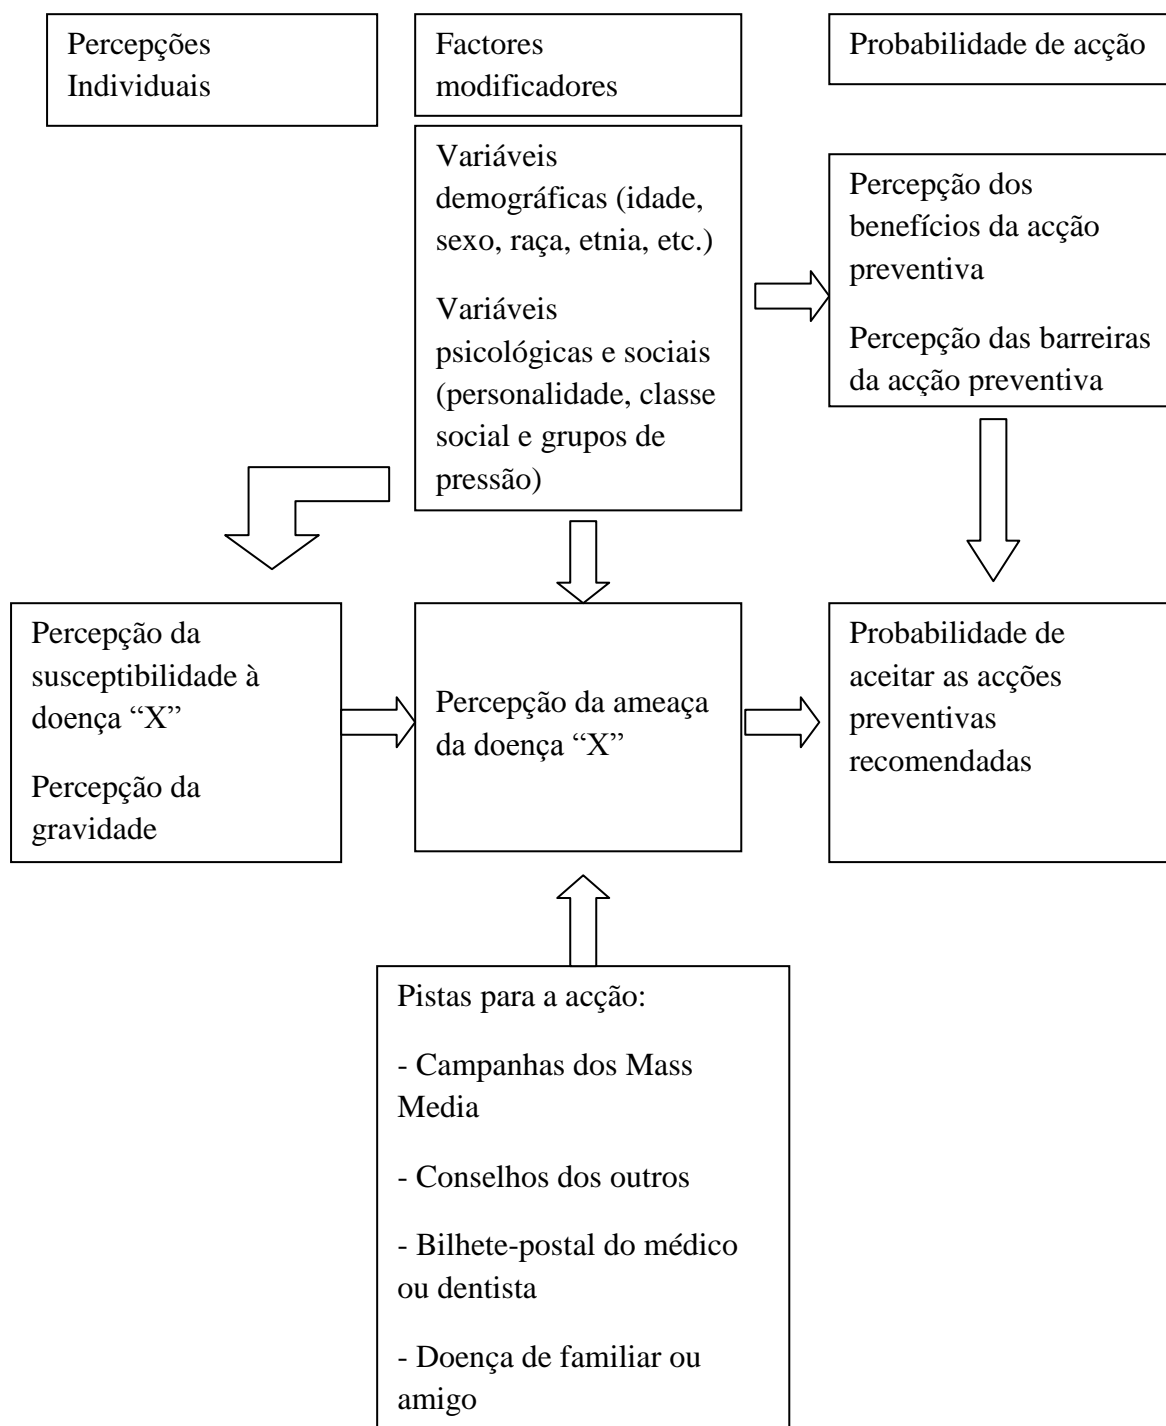 Percepções
Individuais
Factores
modificadores
Probabilidade de acção
Variáveis
demográficas (idade,
sexo, raça, etnia, etc.)
Variáveis
psicológicas e sociais
(personalidade, classe
social e grupos de
pressão)
Percepção dos
benefícios da acção
preventiva
Percepção das barreiras
da acção preventiva
Percepção da
susceptibilidade à
doença “X”
Percepção da
gravidade
Percepção da ameaça
da doença “X”
Probabilidade de
aceitar as acções
preventivas
recomendadas
Pistas para a acção:
- Campanhas dos Mass
Media
- Conselhos dos outros
- Bilhete-postal do médico
ou dentista
- Doença de familiar ou
amigo